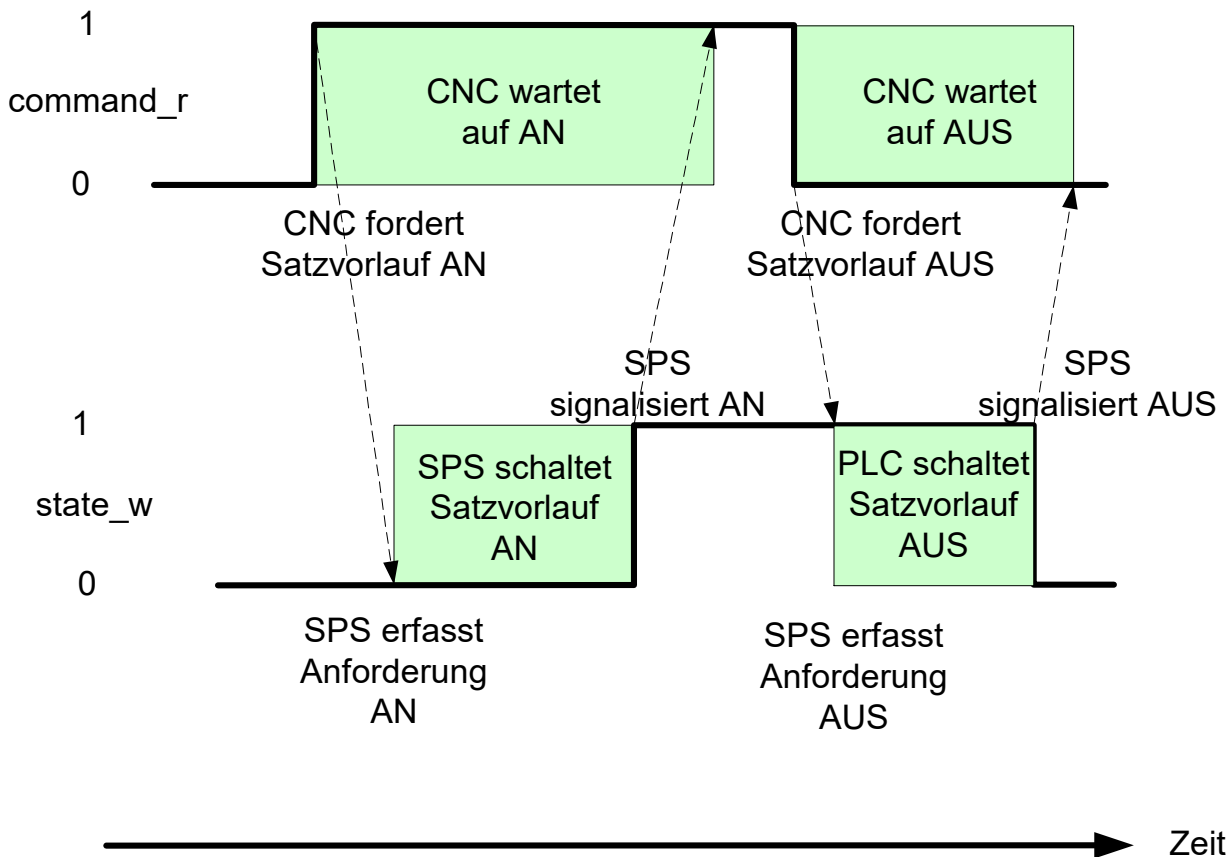 1
command_r
0
CNC wartet
auf AN
CNC wartet
auf AUS
CNC fordert
Satzvorlauf AN
CNC fordert
Satzvorlauf AUS
SPS
signalisiert AN
SPS
signalisiert AUS
1
state_w
0
SPS schaltet
Satzvorlauf
AN
PLC schaltet
Satzvorlauf
AUS
SPS erfasst
Anforderung
AN
SPS erfasst
Anforderung
AUS
Zeit